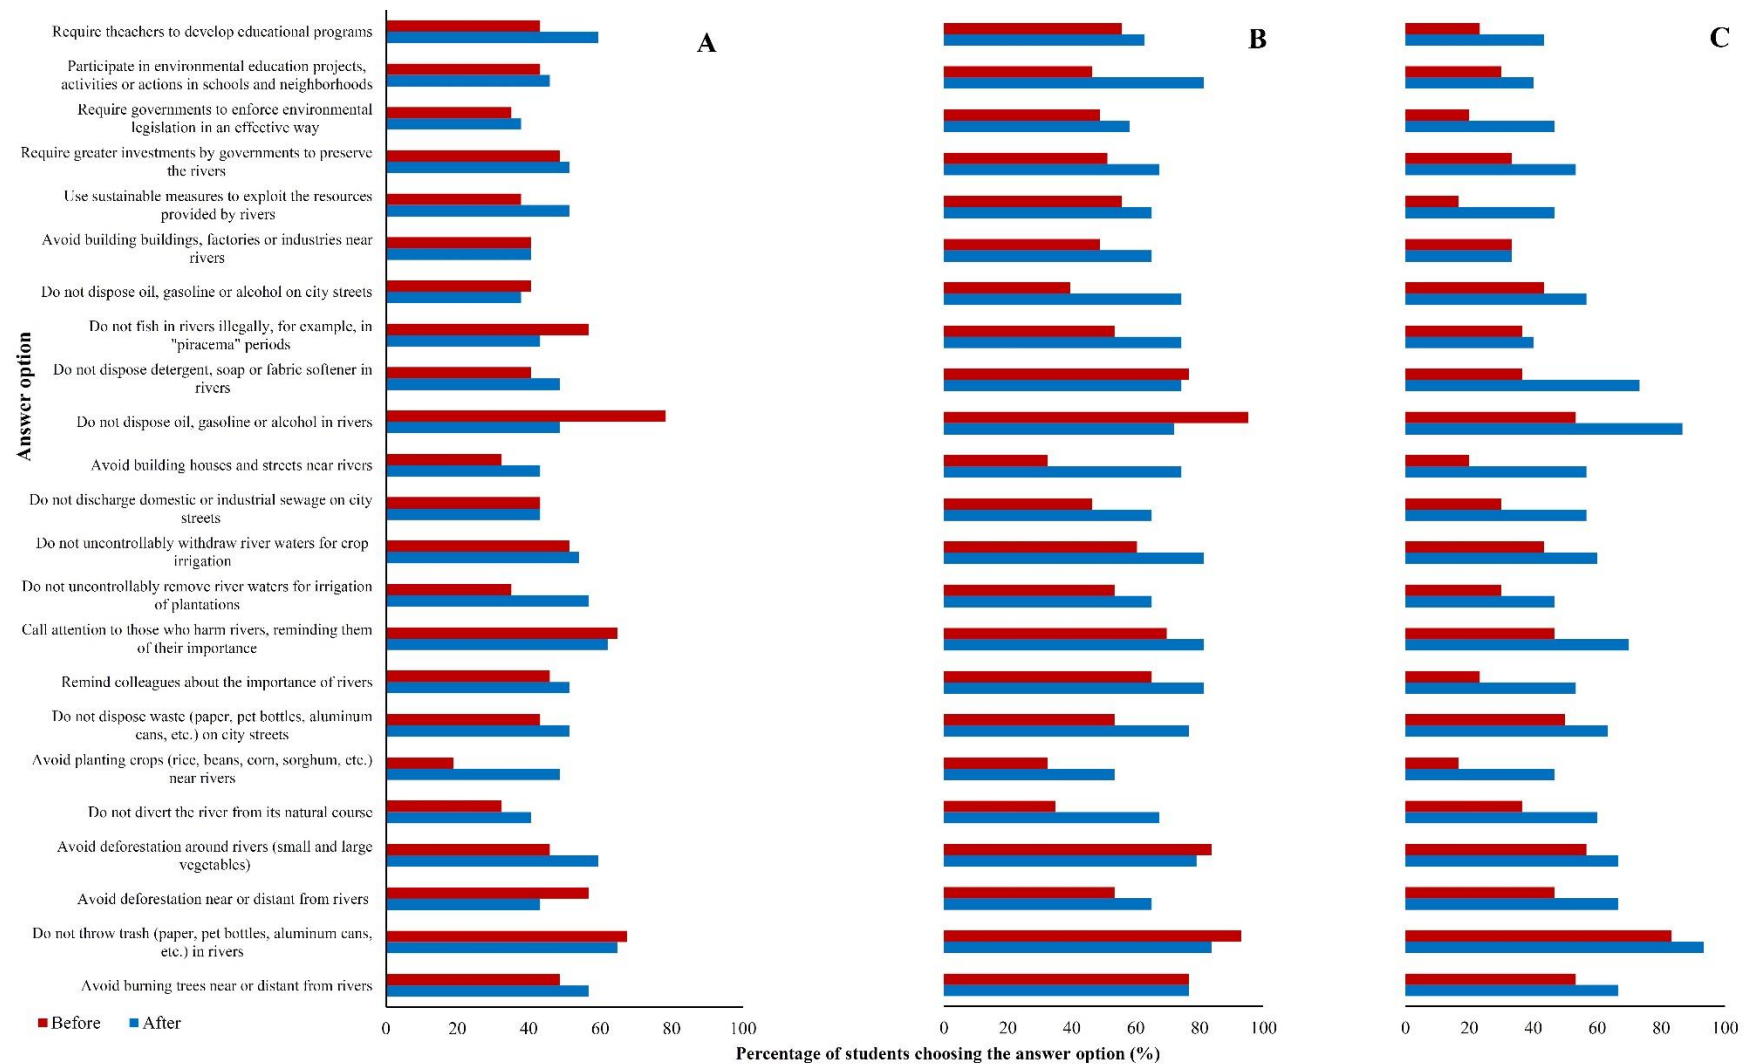 Require theachers to develop educational programs
Participate in environmental education projects,
activities or actions in schools and neighborhoods
Require governments to enforce environmental
legislation in an effective way
Require greater investments by governments to preserve
the rivers
Use sustainable measures to exploit the resources
provided by rivers
Avoid building buildings, factories or industries near
rivers
Do not dispose oil, gasoline or alcohol on city streets
Do not fish in rivers illegally, for example, in
"piracema" periods
Do not dispose detergent, soap or fabric softener in
rivers
Do not dispose oil, gasoline or alcohol in rivers
Avoid building houses and streets near rivers
Do not discharge domestic or industrial sewage on city
streets
Do not uncontrollably withdraw river waters for crop
irrigation
Do not uncontrollably remove river waters for irrigation
of plantations
Call attention to those who harm rivers, reminding them
of their importance
Remind colleagues about the importance of rivers
Do not dispose waste (paper, pet bottles, aluminum
cans, etc.) on city streets
Avoid planting crops (rice, beans, corn, sorghum, etc.)
near rivers
Do not divert the river from its natural course
Avoid deforestation around rivers (small and large
vegetables)
Avoid deforestation near or distant from rivers
Do not throw trash (paper, pet bottles, aluminum cans,
etc.) in rivers
Avoid burning trees near or distant from rivers
Answer option
A
B
C
Before After
0 20 40 60 80 100
0 20 40 60 80 100
0 20 40 60 80 100
Percentage of students choosing the answer option (%)